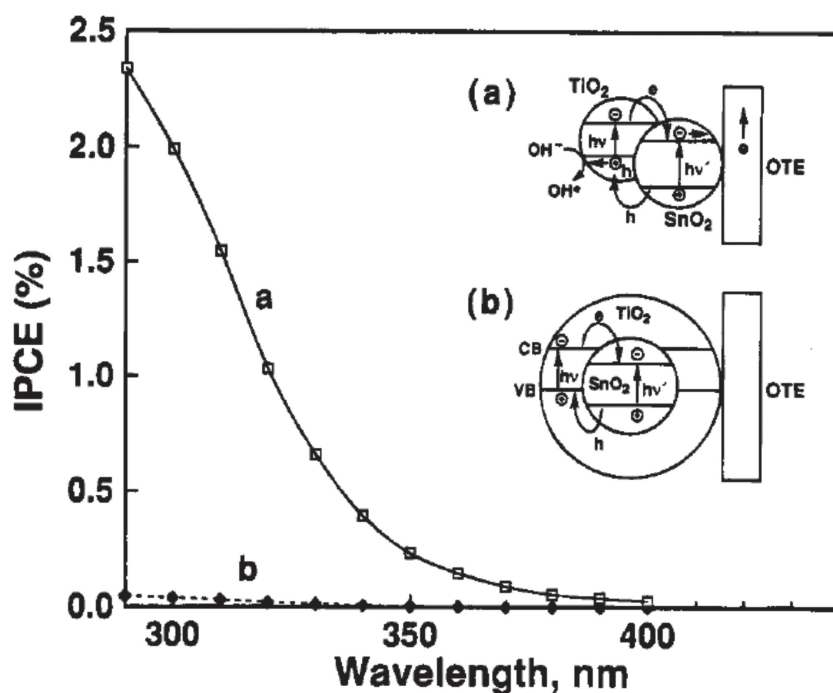 2.5
2.0
1.5
1.0
0.5
0.0
IPCE (%)
300
350
400
Wavelength, nm
a
b
(a)
TiO₂
e
⊖
⊖
hν
hν´
OH⁻
OH•
h
⊕
⊕
h
SnO₂
e
OTE
(b)
TiO₂
e
CB
⊖
⊖
hν
SnO₂
hν´
VB
⊕
⊕
h
OTE